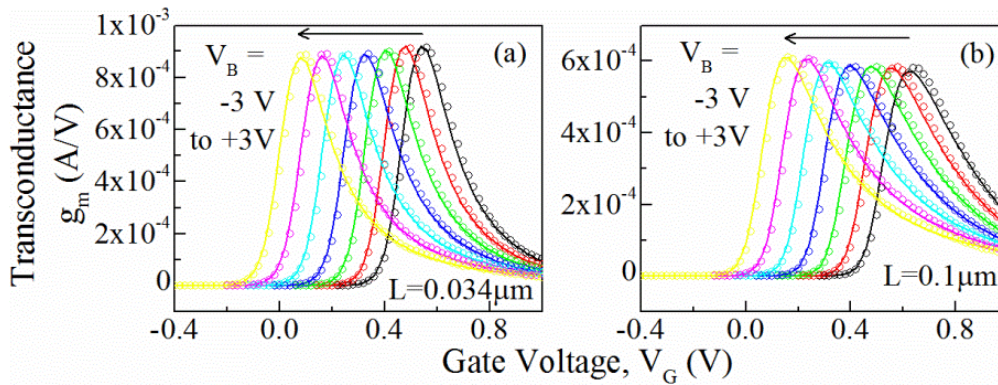 1x10⁻³
8x10⁻⁴
6x10⁻⁴
4x10⁻⁴
2x10⁻⁴
0
Transconductance
gₘ (A/V)
V_B =
-3 V
to +3V
(a)
L=0.034μm
-0.4 0.0 0.4 0.8
6x10⁻⁴
4x10⁻⁴
2x10⁻⁴
0
V_B =
-3 V
to +3V
(b)
L=0.1μm
-0.4 0.0 0.4 0.8
Gate Voltage, V_G (V)